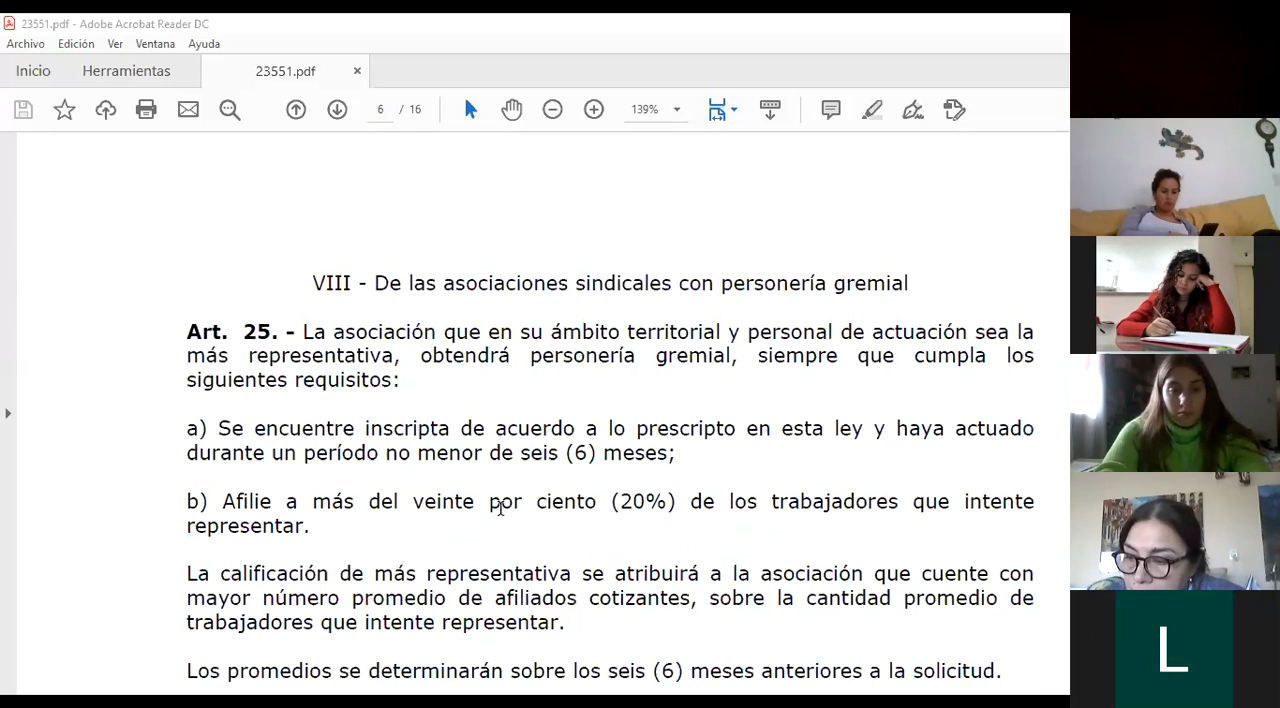 23551.pdf - Adobe Acrobat Reader DC
Archivo Edición Ver Ventana Ayuda
Inicio Herramientas 23551.pdf ×
6 / 16 139%
VIII - De las asociaciones sindicales con personería gremial
Art. 25. - La asociación que en su ámbito territorial y personal de actuación sea la
más representativa, obtendrá personería gremial, siempre que cumpla los
siguientes requisitos:
a) Se encuentre inscripta de acuerdo a lo prescripto en esta ley y haya actuado
durante un período no menor de seis (6) meses;
b) Afilie a más del veinte por ciento (20%) de los trabajadores que intente
representar.
La calificación de más representativa se atribuirá a la asociación que cuente con
mayor número promedio de afiliados cotizantes, sobre la cantidad promedio de
trabajadores que intente representar.
Los promedios se determinarán sobre los seis (6) meses anteriores a la solicitud.
L